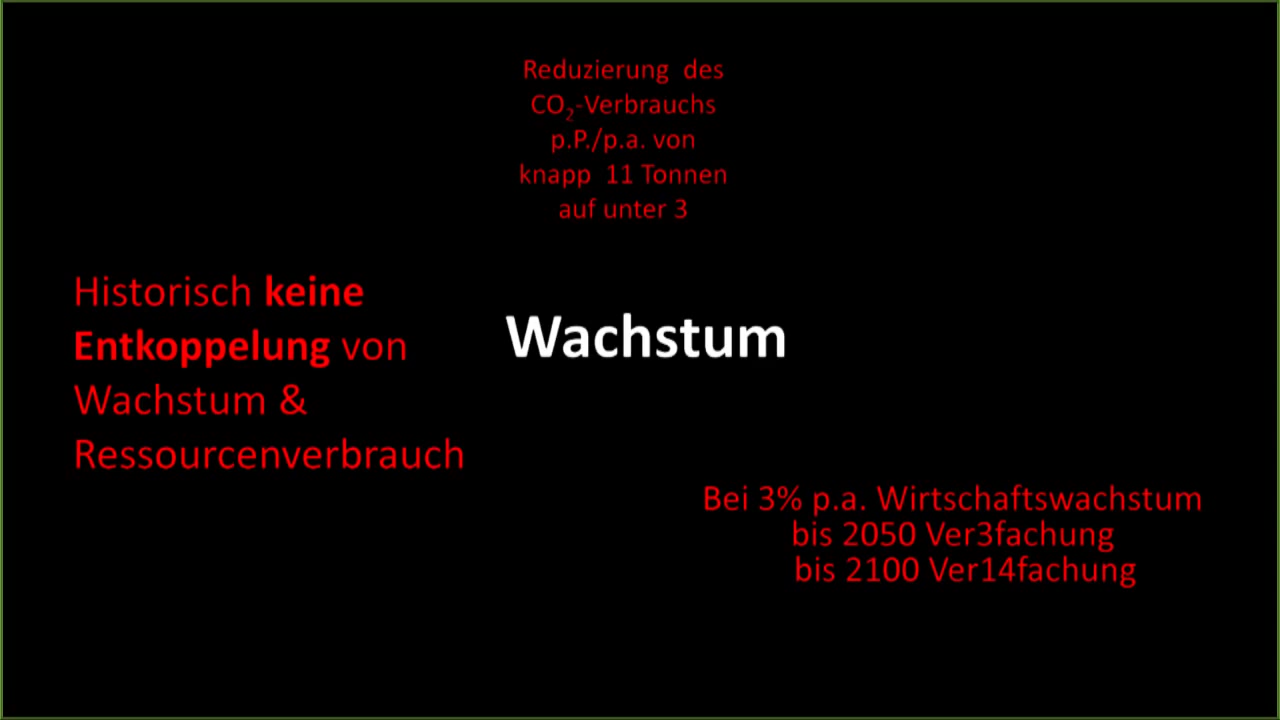 Reduzierung des
CO₂-Verbrauchs
p.P./p.a. von
knapp 11 Tonnen
auf unter 3
Historisch keine
Entkoppelung von
Wachstum &
Ressourcenverbrauch
Wachstum
Bei 3% p.a. Wirtschaftswachstum
bis 2050 Ver3fachung
bis 2100 Ver14fachung